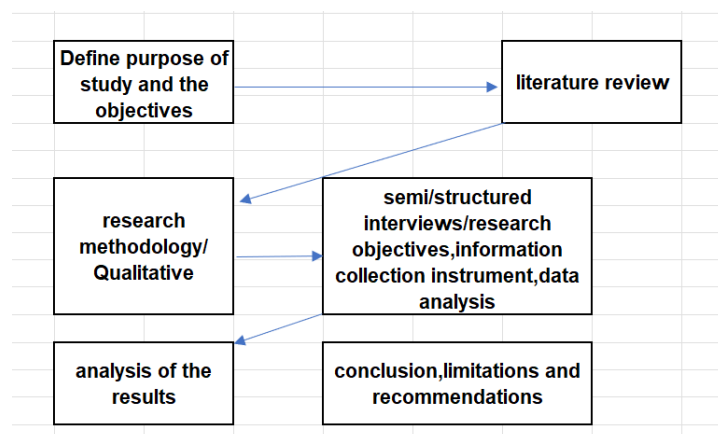 Define purpose of
study and the
objectives
literature review
research
methodology/
Qualitative
semi/structured
interviews/research
objectives,information
collection instrument,data
analysis
analysis of the
results
conclusion,limitations and
recommendations